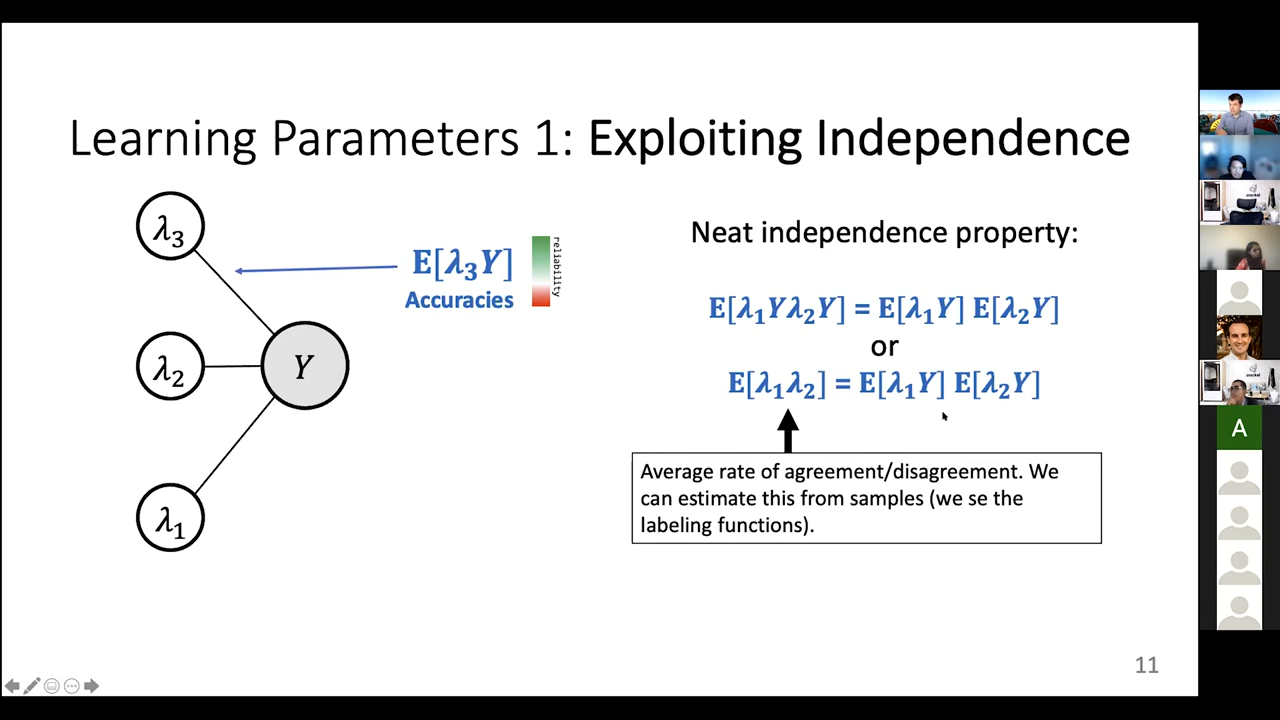 Learning Parameters 1: Exploiting Independence
λ3
λ2
λ1
Y
E[λ3Y]
Accuracies
reliability
Neat independence property:
E[λ1Yλ2Y] = E[λ1Y] E[λ2Y]
or
E[λ1λ2] = E[λ1Y] E[λ2Y]
Average rate of agreement/disagreement. We
can estimate this from samples (we se the
labeling functions).
11
A